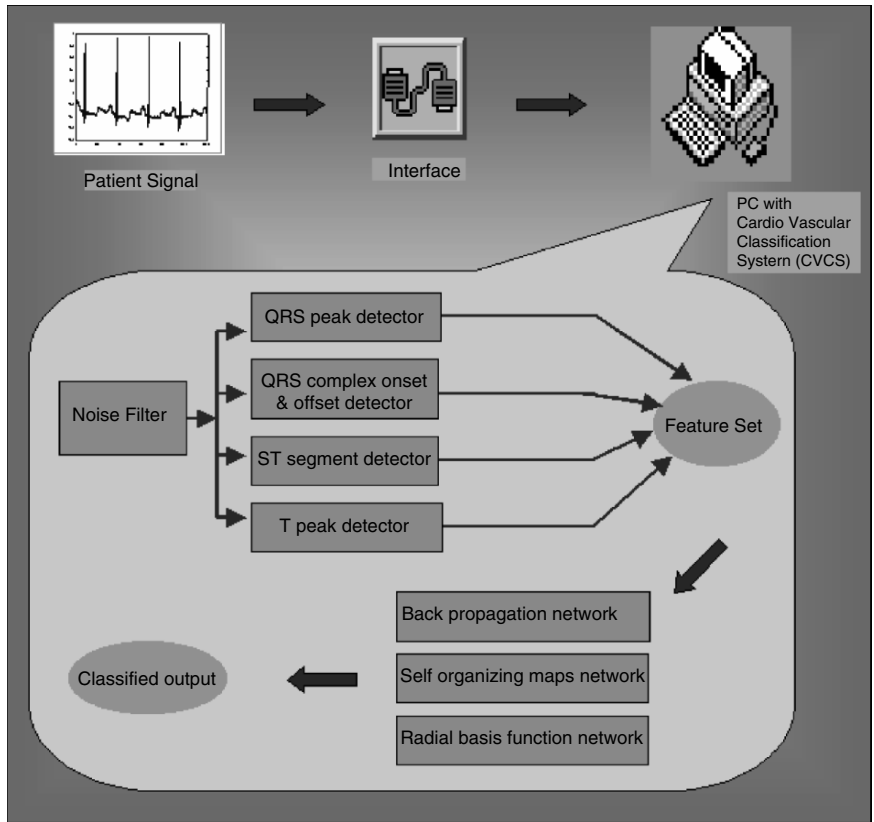 Patient Signal
Interface
PC with
Cardio Vascular
Classification
Systern (CVCS)
QRS peak detector
QRS complex onset
& offset detector
Noise Filter
ST segment detector
T peak detector
Feature Set
Back propagation network
Self organizing maps network
Radial basis function network
Classified output